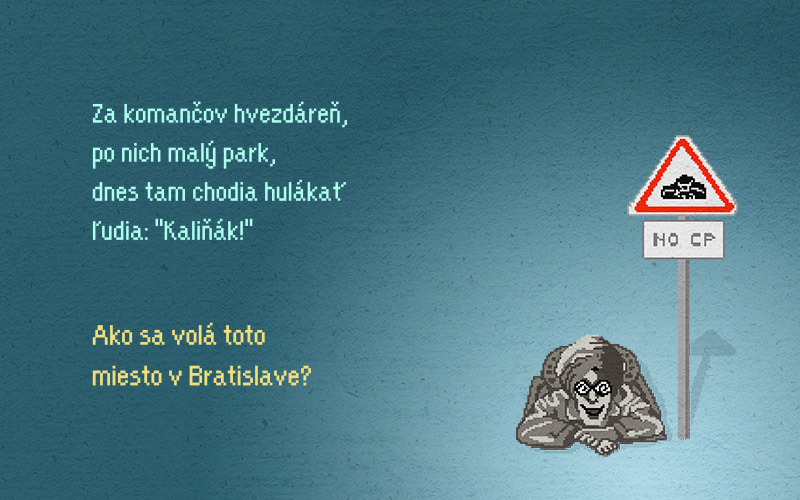 Za komančov hvezdáreň,
po nich malý park,
dnes tam chodia hulákať
ľudia: "Kaliňák!"
Ako sa volá toto
miesto v Bratislave?
NO CP